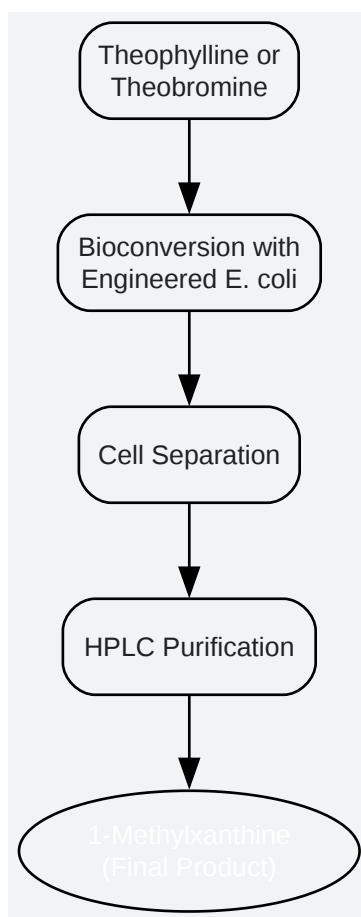 Theophylline or
Theobromine
Bioconversion with
Engineered E. coli
Cell Separation
HPLC Purification
1-Methylxanthine
(Final Product)